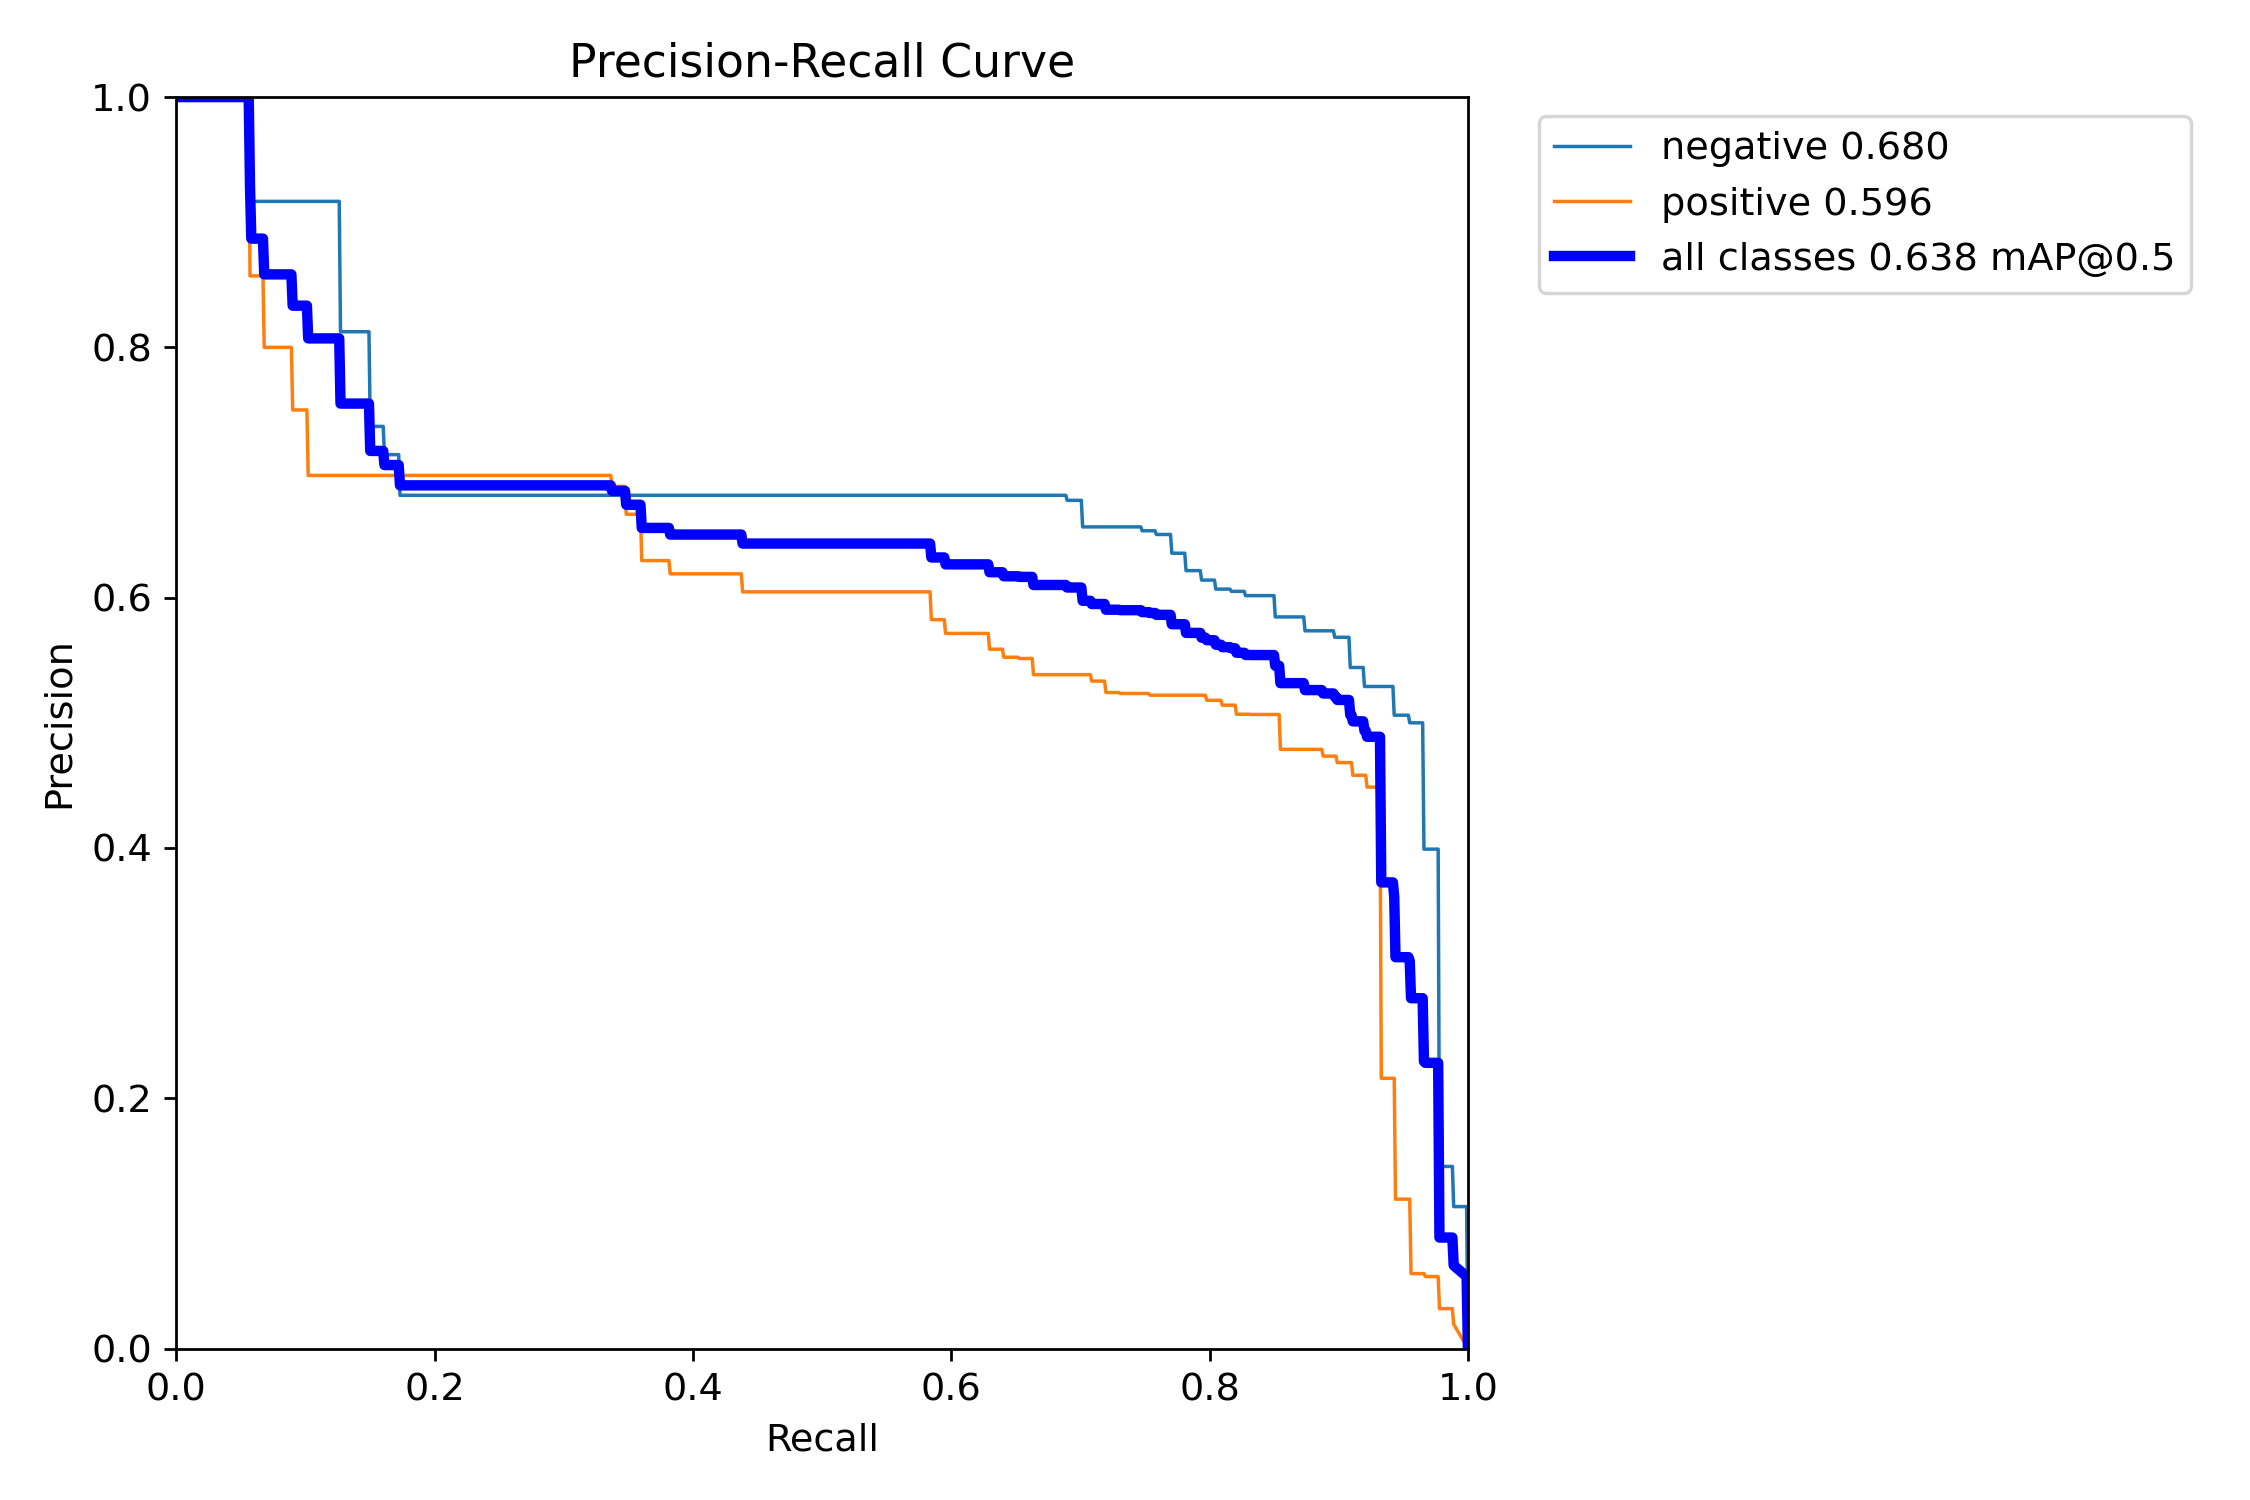 Precision-Recall Curve
1.0
0.8
0.6
0.4
0.2
0.0
Precision
0.0 0.2 0.4 0.6 0.8 1.0
Recall
negative 0.680
positive 0.596
all classes 0.638 mAP@0.5